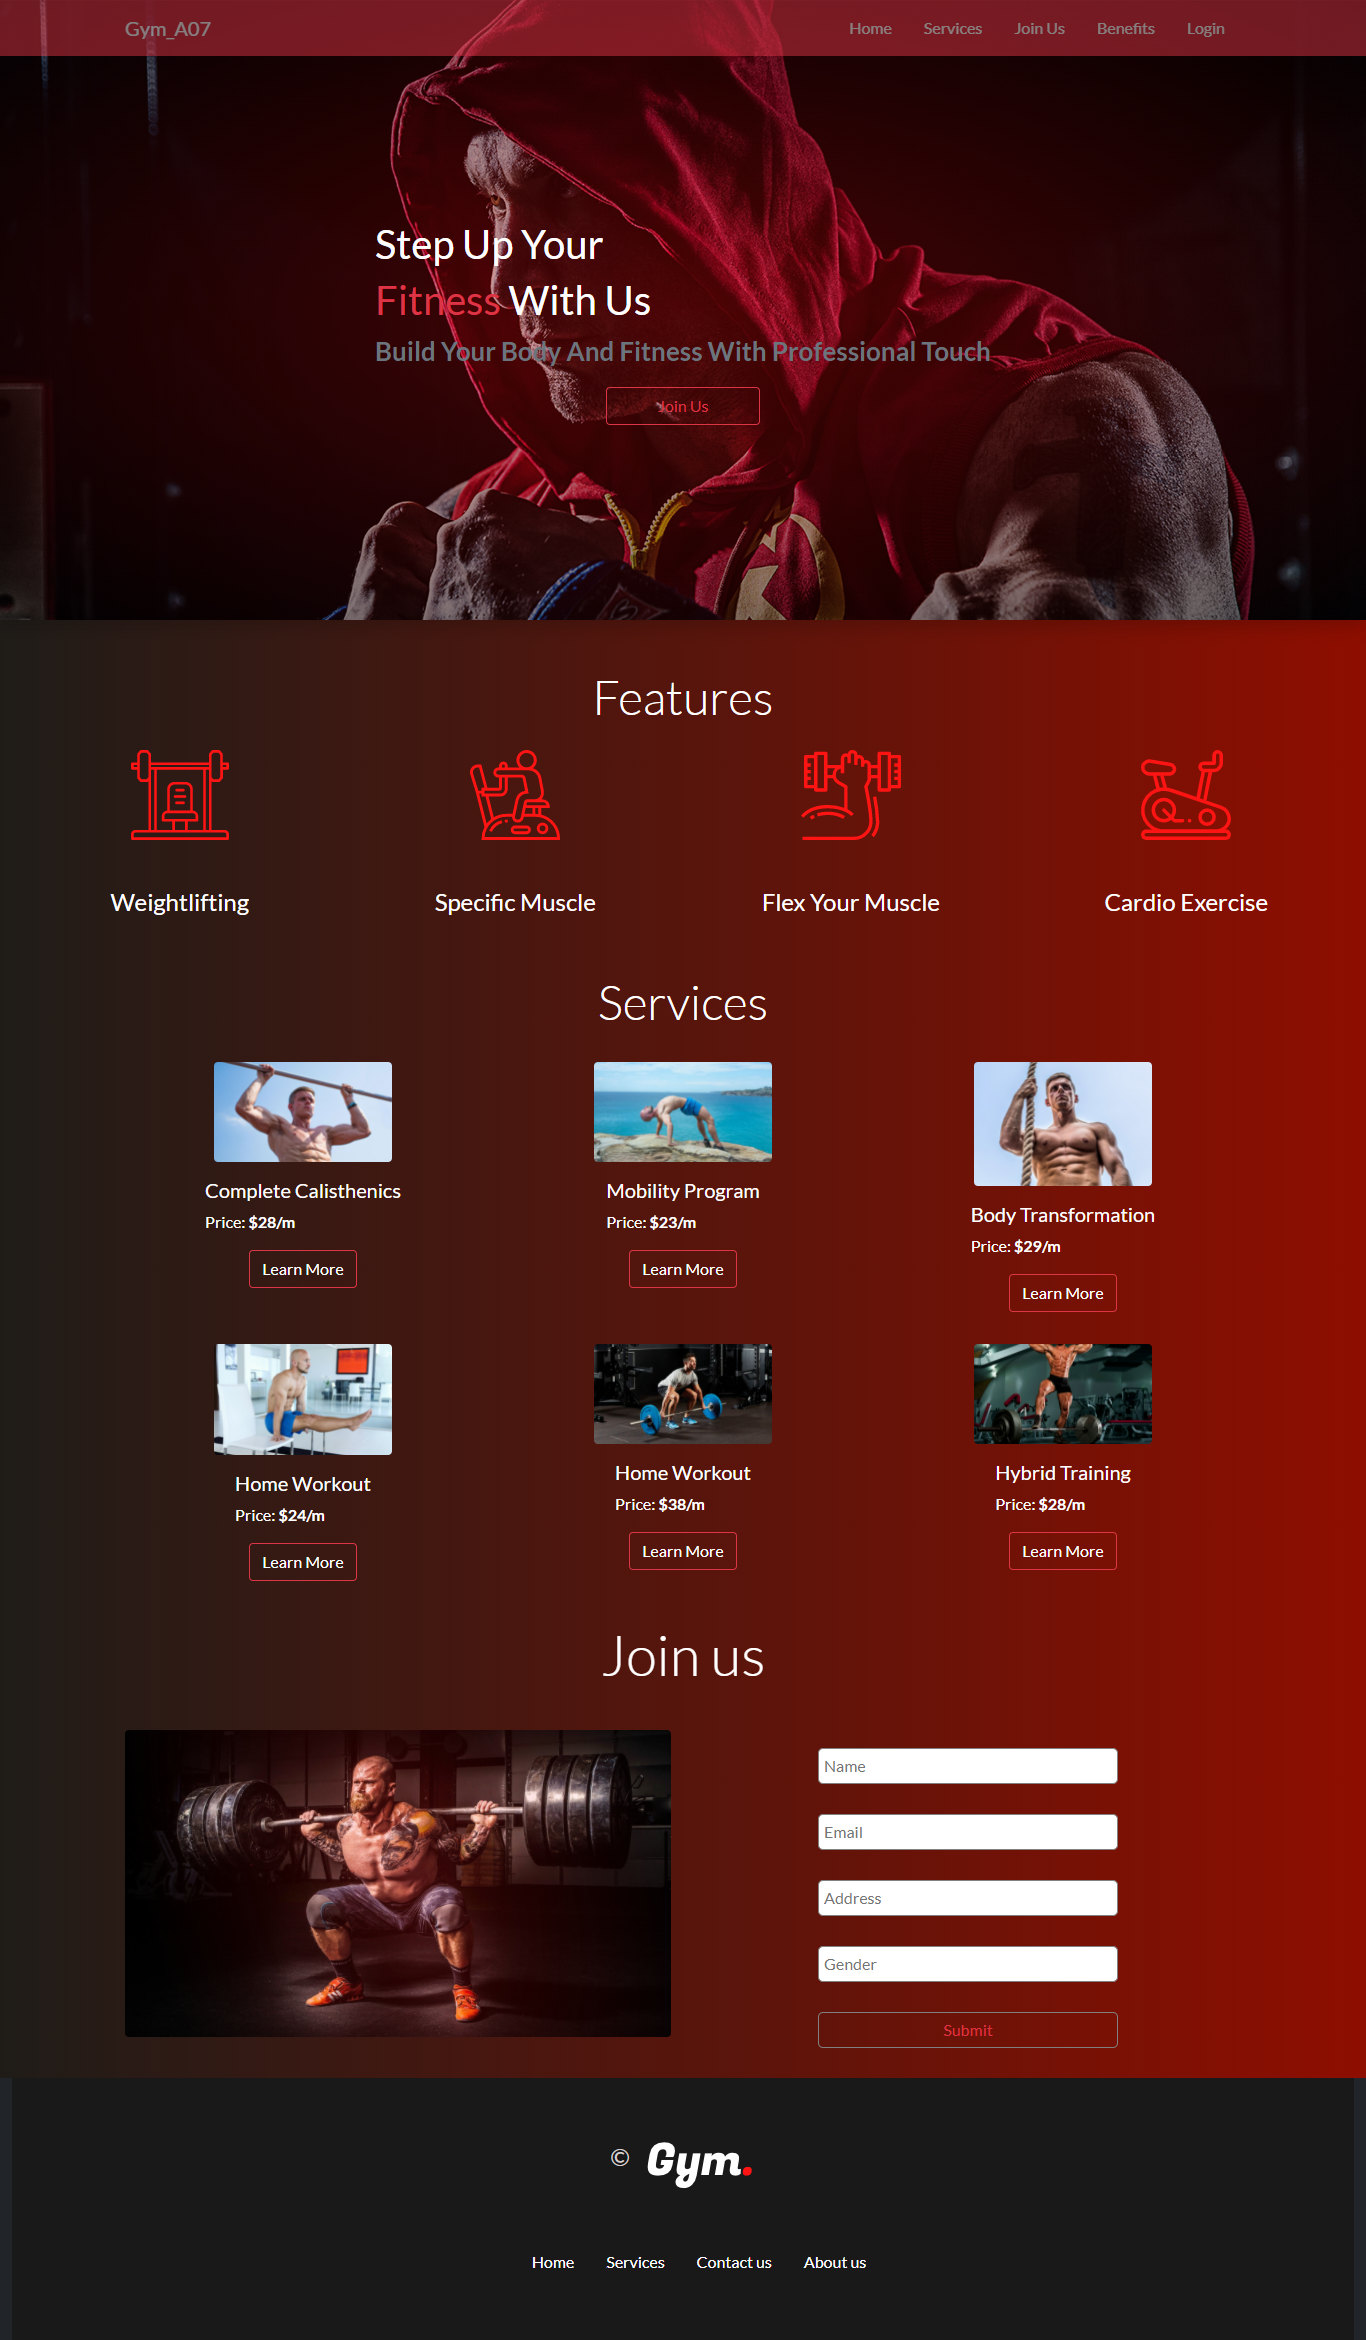 Gym_A07
Home Services Join Us Benefits Login
Step Up Your
Fitness With Us
Build Your Body And Fitness With Professional Touch
Join Us
Features
Weightlifting
Specific Muscle
Flex Your Muscle
Cardio Exercise
Services
Complete Calisthenics
Price: $28/m
Learn More
Mobility Program
Price: $23/m
Learn More
Body Transformation
Price: $29/m
Learn More
Home Workout
Price: $24/m
Learn More
Home Workout
Price: $38/m
Learn More
Hybrid Training
Price: $28/m
Learn More
Join us
Name
Email
Address
Gender
Submit
© Gym.
Home Services Contact us About us